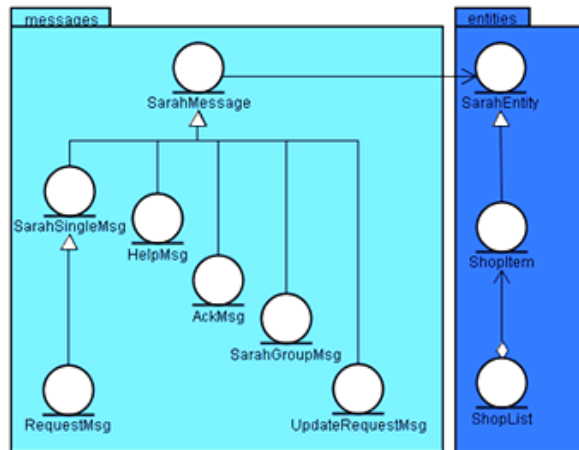 messages
entities
SarahMessage
SarahEntity
SarahSingleMsg
HelpMsg
ShopItem
AckMsg
SarahGroupMsg
RequestMsg
UpdateRequestMsg
ShopList